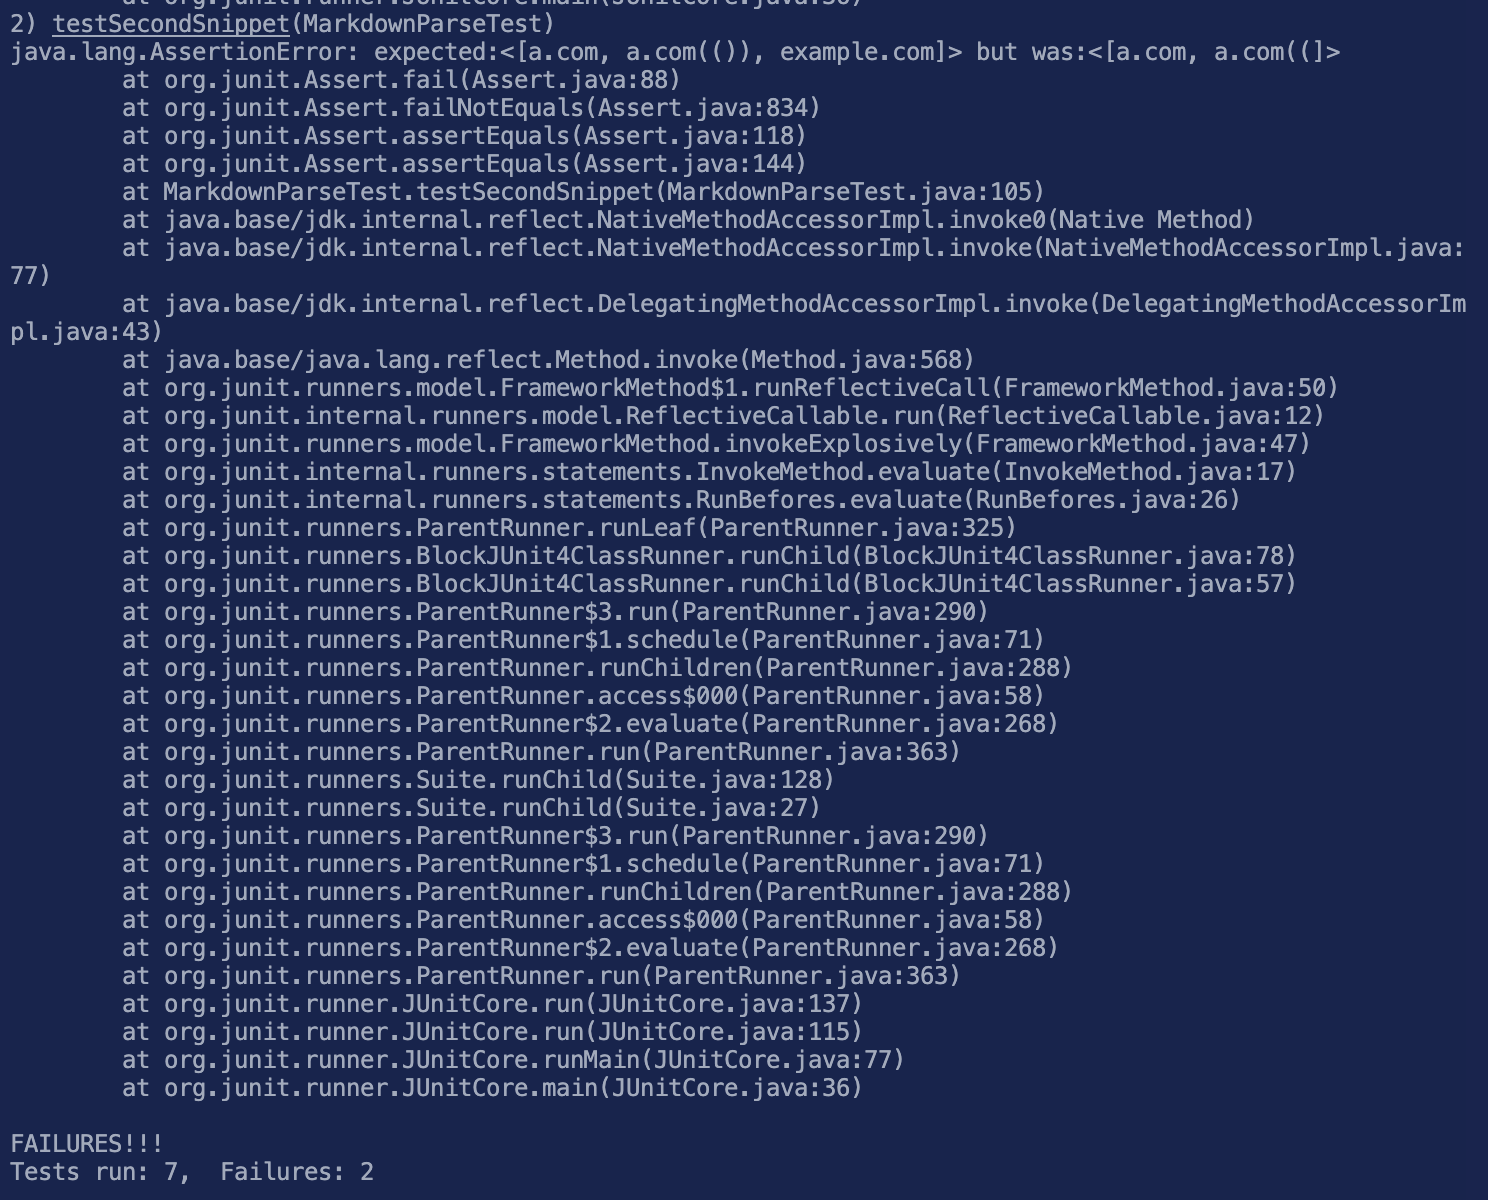 at org.junit.runner.JUnitCore.main(JUnitCore.java:36)
2) testSecondSnippet(MarkdownParseTest)
java.lang.AssertionError: expected:<[a.com, a.com(()), example.com]> but was:<[a.com, a.com((]>
at org.junit.Assert.fail(Assert.java:88)
at org.junit.Assert.failNotEquals(Assert.java:834)
at org.junit.Assert.assertEquals(Assert.java:118)
at org.junit.Assert.assertEquals(Assert.java:144)
at MarkdownParseTest.testSecondSnippet(MarkdownParseTest.java:105)
at java.base/jdk.internal.reflect.NativeMethodAccessorImpl.invoke0(Native Method)
at java.base/jdk.internal.reflect.NativeMethodAccessorImpl.invoke(NativeMethodAccessorImpl.java:
77)
at java.base/jdk.internal.reflect.DelegatingMethodAccessorImpl.invoke(DelegatingMethodAccessorIm
pl.java:43)
at java.base/java.lang.reflect.Method.invoke(Method.java:568)
at org.junit.runners.model.FrameworkMethod$1.runReflectiveCall(FrameworkMethod.java:50)
at org.junit.internal.runners.model.ReflectiveCallable.run(ReflectiveCallable.java:12)
at org.junit.runners.model.FrameworkMethod.invokeExplosively(FrameworkMethod.java:47)
at org.junit.internal.runners.statements.InvokeMethod.evaluate(InvokeMethod.java:17)
at org.junit.internal.runners.statements.RunBefores.evaluate(RunBefores.java:26)
at org.junit.runners.ParentRunner.runLeaf(ParentRunner.java:325)
at org.junit.runners.BlockJUnit4ClassRunner.runChild(BlockJUnit4ClassRunner.java:78)
at org.junit.runners.BlockJUnit4ClassRunner.runChild(BlockJUnit4ClassRunner.java:57)
at org.junit.runners.ParentRunner$3.run(ParentRunner.java:290)
at org.junit.runners.ParentRunner$1.schedule(ParentRunner.java:71)
at org.junit.runners.ParentRunner.runChildren(ParentRunner.java:288)
at org.junit.runners.ParentRunner.access$000(ParentRunner.java:58)
at org.junit.runners.ParentRunner$2.evaluate(ParentRunner.java:268)
at org.junit.runners.ParentRunner.run(ParentRunner.java:363)
at org.junit.runners.Suite.runChild(Suite.java:128)
at org.junit.runners.Suite.runChild(Suite.java:27)
at org.junit.runners.ParentRunner$3.run(ParentRunner.java:290)
at org.junit.runners.ParentRunner$1.schedule(ParentRunner.java:71)
at org.junit.runners.ParentRunner.runChildren(ParentRunner.java:288)
at org.junit.runners.ParentRunner.access$000(ParentRunner.java:58)
at org.junit.runners.ParentRunner$2.evaluate(ParentRunner.java:268)
at org.junit.runners.ParentRunner.run(ParentRunner.java:363)
at org.junit.runner.JUnitCore.run(JUnitCore.java:137)
at org.junit.runner.JUnitCore.run(JUnitCore.java:115)
at org.junit.runner.JUnitCore.runMain(JUnitCore.java:77)
at org.junit.runner.JUnitCore.main(JUnitCore.java:36)
FAILURES!!!
Tests run: 7,  Failures: 2